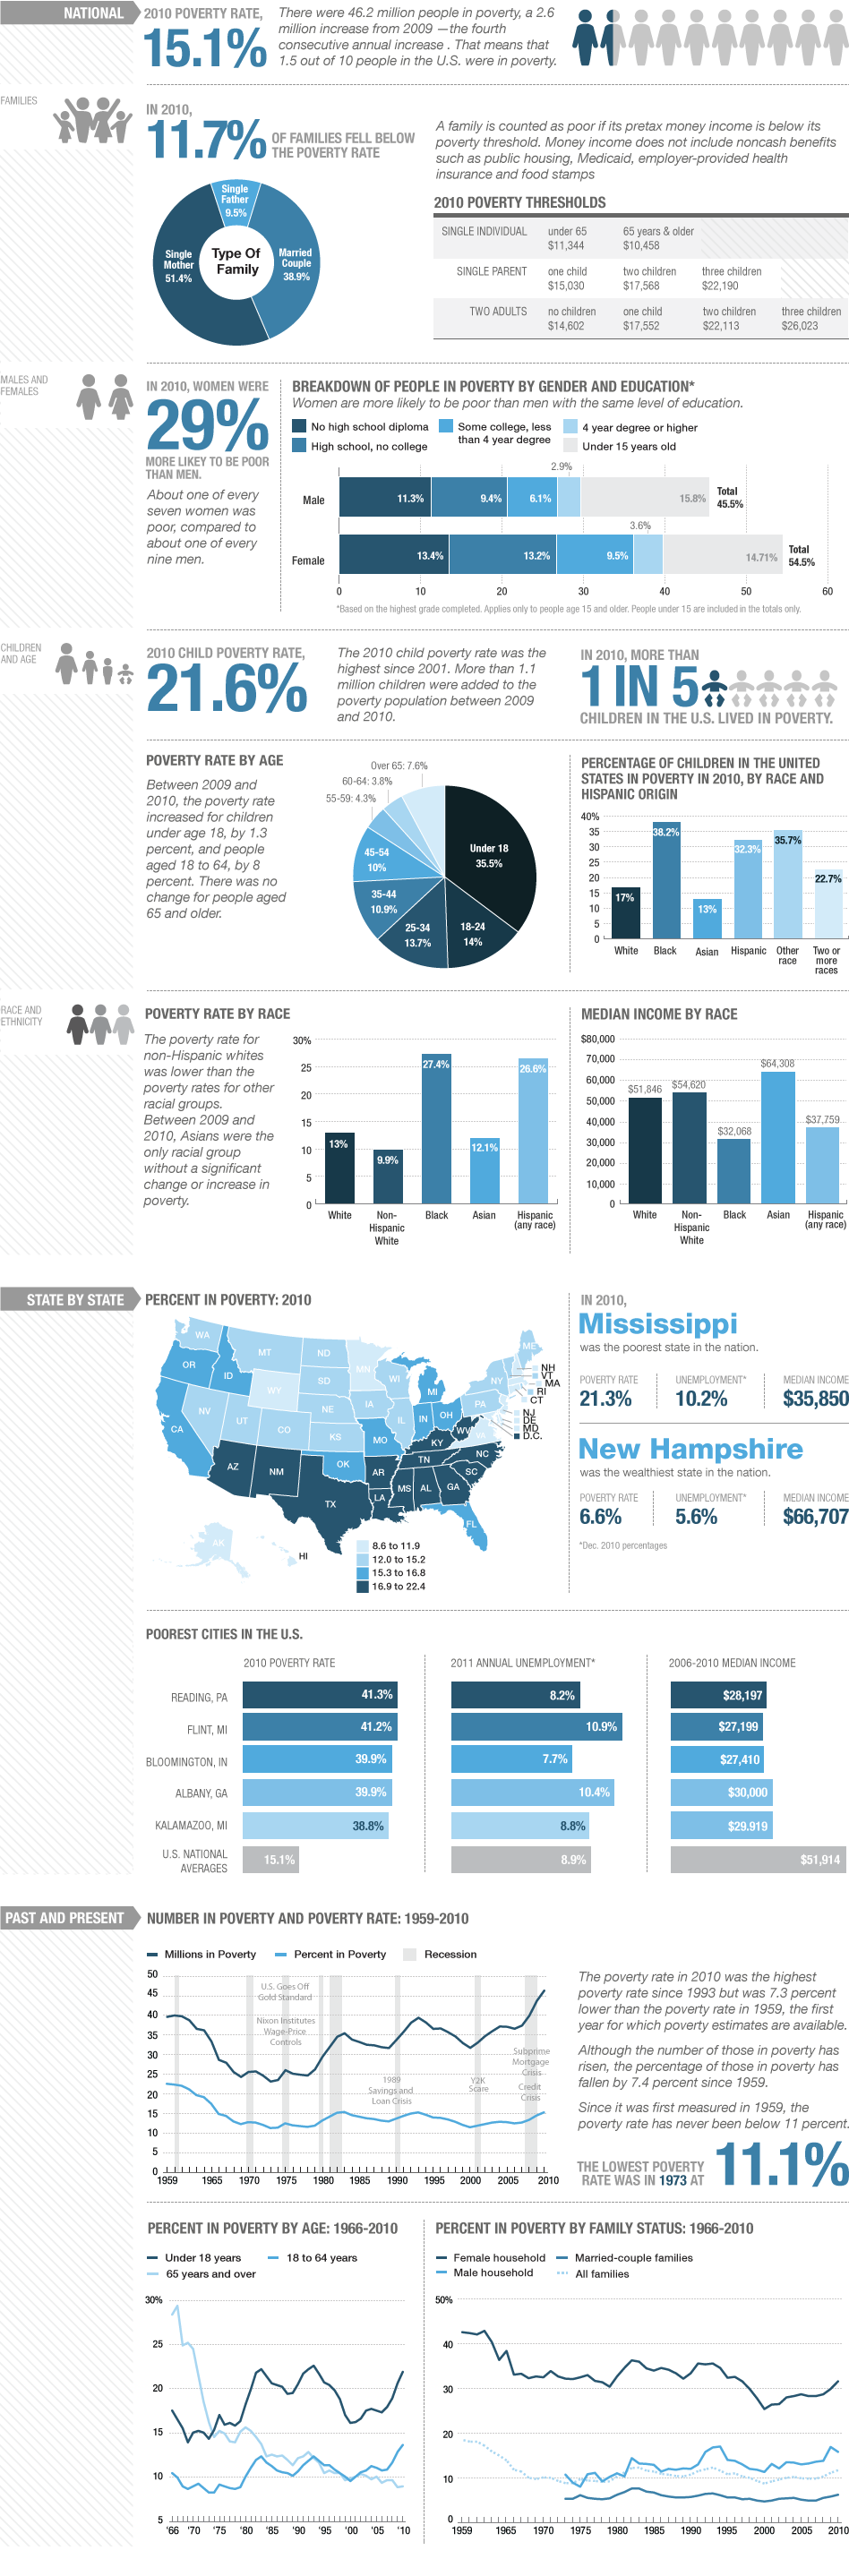 NATIONAL
2010 POVERTY RATE,
15.1%
There were 46.2 million people in poverty, a 2.6
million increase from 2009 —the fourth
consecutive annual increase . That means that
1.5 out of 10 people in the U.S. were in poverty.
FAMILIES
IN 2010,
11.7% OF FAMILIES FELL BELOW
THE POVERTY RATE
Single
Father
9.5%
Single
Mother
51.4%
Type Of
Family
Married
Couple
38.9%
A family is counted as poor if its pretax money income is below its
poverty threshold. Money income does not include noncash benefits
such as public housing, Medicaid, employer-provided health
insurance and food stamps
2010 POVERTY THRESHOLDS
SINGLE INDIVIDUAL under 65 65 years & older
$11,344 $10,458
SINGLE PARENT one child two children three children
$15,030 $17,568 $22,190
TWO ADULTS no children one child two children three children
$14,602 $17,552 $22,113 $26,023
MALES AND
FEMALES
IN 2010, WOMEN WERE
29%
MORE LIKELY TO BE POOR
THAN MEN.
About one of every
seven women was
poor, compared to
about one of every
nine men.
BREAKDOWN OF PEOPLE IN POVERTY BY GENDER AND EDUCATION*
Women are more likely to be poor than men with the same level of education.
No high school diploma
High school, no college
Some college, less
than 4 year degree
4 year degree or higher
Under 15 years old
2.9%
Male 11.3% 9.4% 6.1% 15.8% Total
45.5%
3.6%
Female 13.4% 13.2% 9.5% 14.71% Total
54.5%
0 10 20 30 40 50 60
*Based on the highest grade completed. Applies only to people age 15 and older. People under 15 are included in the totals only.
CHILDREN
AND AGE
2010 CHILD POVERTY RATE,
21.6%
The 2010 child poverty rate was the
highest since 2001. More than 1.1
million children were added to the
poverty population between 2009
and 2010.
IN 2010, MORE THAN
1 IN 5
CHILDREN IN THE U.S. LIVED IN POVERTY.
POVERTY RATE BY AGE
Between 2009 and
2010, the poverty rate
increased for children
under age 18, by 1.3
percent, and people
aged 18 to 64, by 8
percent. There was no
change for people aged
65 and older.
Over 65: 7.6%
60-64: 3.8%
55-59: 4.3%
45-54
10%
35-44
10.9%
25-34
13.7%
18-24
14%
Under 18
35.5%
PERCENTAGE OF CHILDREN IN THE UNITED
STATES IN POVERTY IN 2010, BY RACE AND
HISPANIC ORIGIN
40%
35
30
25
20
15
10
5
0
17% 38.2% 13% 32.3% 35.7% 22.7%
White Black Asian Hispanic Other
race
Two or
more
races
RACE AND
ETHNICITY
POVERTY RATE BY RACE
The poverty rate for
non-Hispanic whites
was lower than the
poverty rates for other
racial groups.
Between 2009 and
2010, Asians were the
only racial group
without a significant
change or increase in
poverty.
30%
25
20
15
10
5
0
13% 9.9% 27.4% 12.1% 26.6%
White Non-
Hispanic
White
Black Asian Hispanic
(any race)
MEDIAN INCOME BY RACE
$80,000
70,000
60,000
50,000
40,000
30,000
20,000
10,000
0
$51,846 $54,620 $32,068 $64,308 $37,759
White Non-
Hispanic
White
Black Asian Hispanic
(any race)
STATE BY STATE
PERCENT IN POVERTY: 2010
WA
OR
ID
MT
ND
MN
WI
MI
ME
NH
VT
MA
RI
CT
NJ
DE
MD
D.C.
WY
SD
NE
IA
IL
IN
OH
PA
NY
CA
NV
UT
CO
KS
MO
KY
WV
VA
AZ
NM
OK
AR
TN
NC
SC
TX
LA
MS
AL
GA
FL
AK
HI
8.6 to 11.9
12.0 to 15.2
15.3 to 16.8
16.9 to 22.4
IN 2010,
Mississippi
was the poorest state in the nation.
POVERTY RATE UNEMPLOYMENT* MEDIAN INCOME
21.3% 10.2% $35,850
New Hampshire
was the wealthiest state in the nation.
POVERTY RATE UNEMPLOYMENT* MEDIAN INCOME
6.6% 5.6% $66,707
*Dec. 2010 percentages
POOREST CITIES IN THE U.S.
2010 POVERTY RATE 2011 ANNUAL UNEMPLOYMENT* 2006-2010 MEDIAN INCOME
READING, PA 41.3% 8.2% $28,197
FLINT, MI 41.2% 10.9% $27,199
BLOOMINGTON, IN 39.9% 7.7% $27,410
ALBANY, GA 39.9% 10.4% $30,000
KALAMAZOO, MI 38.8% 8.8% $29.919
U.S. NATIONAL
AVERAGES 15.1% 8.9% $51,914
PAST AND PRESENT
NUMBER IN POVERTY AND POVERTY RATE: 1959-2010
Millions in Poverty Percent in Poverty Recession
50
45
40
35
30
25
20
15
10
5
0
U.S. Goes Off
Gold Standard
Nixon Institutes
Wage-Price
Controls
1989
Savings and
Loan Crisis
Y2K
Scare
Subprime
Mortgage
Crisis
Credit
Crisis
1959 1965 1970 1975 1980 1985 1990 1995 2000 2005 2010
The poverty rate in 2010 was the highest
poverty rate since 1993 but was 7.3 percent
lower than the poverty rate in 1959, the first
year for which poverty estimates are available.
Although the number of those in poverty has
risen, the percentage of those in poverty has
fallen by 7.4 percent since 1959.
Since it was first measured in 1959, the
poverty rate has never been below 11 percent.
THE LOWEST POVERTY
RATE WAS IN 1973 AT
11.1%
PERCENT IN POVERTY BY AGE: 1966-2010
Under 18 years 18 to 64 years
65 years and over
30%
25
20
15
10
5
'66 '70 '75 '80 '85 '90 '95 '00 '05 '10
PERCENT IN POVERTY BY FAMILY STATUS: 1966-2010
Female household Married-couple families
Male household All families
50%
40
30
20
10
0
1959 1965 1970 1975 1980 1985 1990 1995 2000 2005 2010